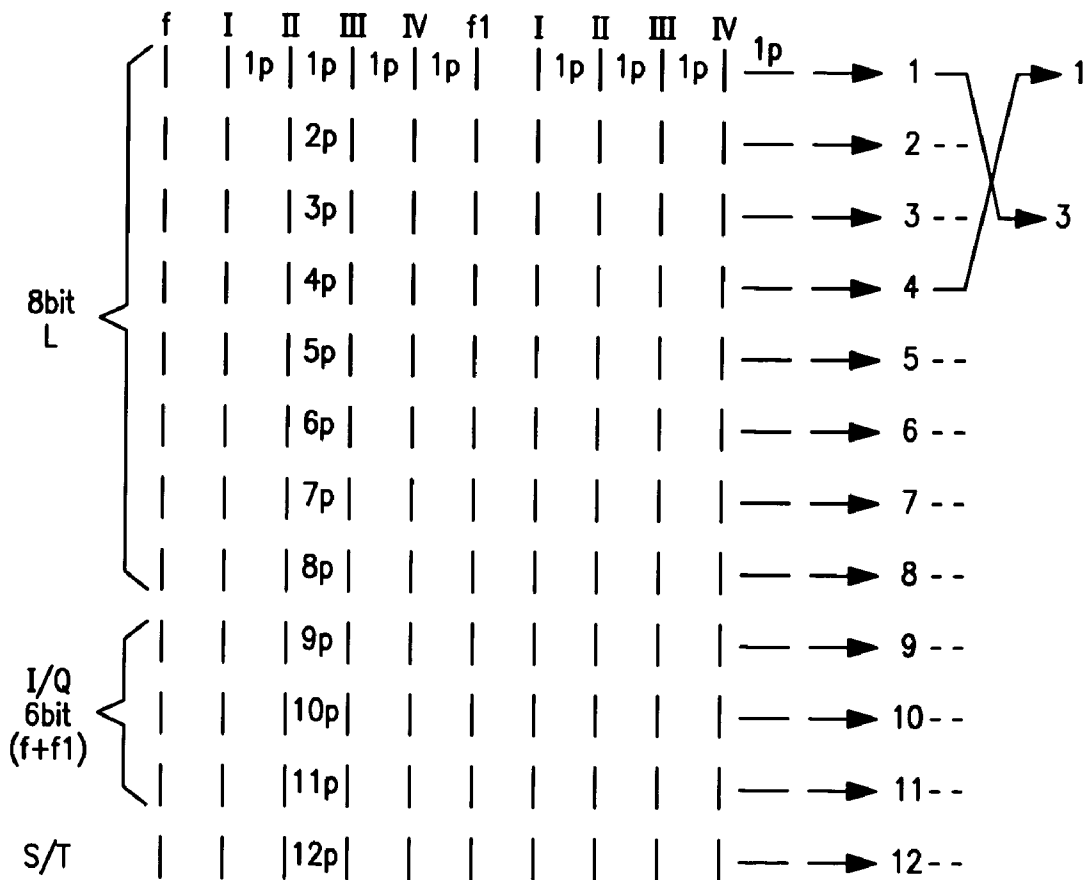 f I II III IV f1 I II III IV
1p 1p 1p 1p 1p 1p 1p 1p 1 1
2p 2 --
3p 3 -- 3
4p 4
8bit
L
5p 5 --
6p 6 --
7p 7 --
8p 8 --
9p 9 --
I/Q
6bit
(f+f1)
10p 10 --
11p 11 --
S/T 12p 12 --